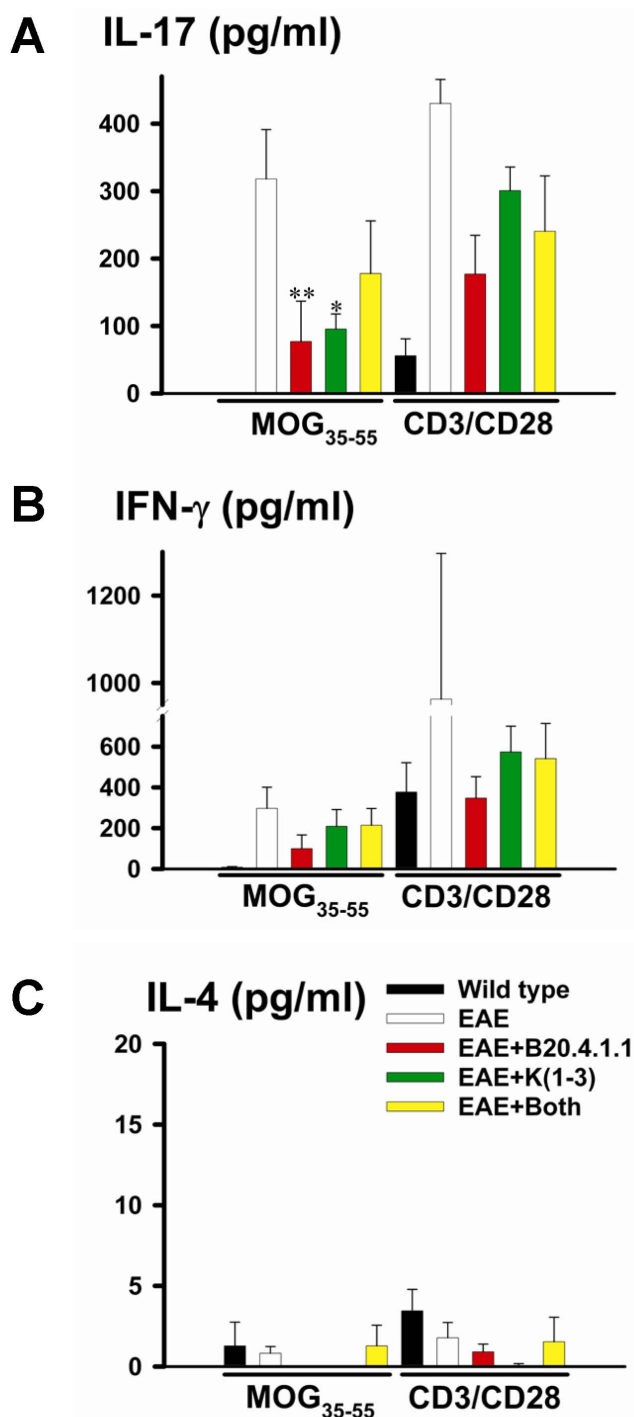 A IL-17 (pg/ml)
400
300
200
100
0
** *
MOG35-55 CD3/CD28
B IFN-γ (pg/ml)
1200
1000
600
400
200
0
MOG35-55 CD3/CD28
C IL-4 (pg/ml)
Wild type
EAE
EAE+B20.4.1.1
EAE+K(1-3)
EAE+Both
20
15
10
5
0
MOG35-55 CD3/CD28